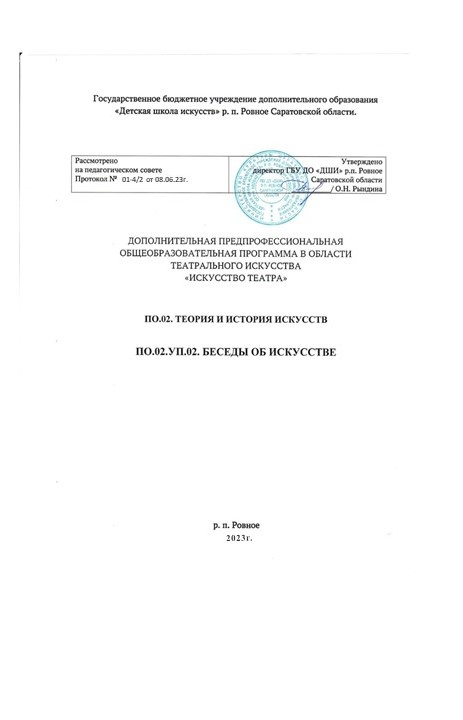 Государственное бюджетное учреждение дополнительного образования
«Детская школа искусств» р. п. Ровное Саратовской области.
Рассмотрено
на педагогическом совете
Протокол № 01-4/2 от 08.06.23г.
Утверждено
директор ГБУ ДО «ДШИ» р.п. Ровное
Саратовской области
/ О.Н. Рындина
ДОПОЛНИТЕЛЬНАЯ ПРЕДПРОФЕССИОНАЛЬНАЯ
ОБЩЕОБРАЗОВАТЕЛЬНАЯ ПРОГРАММА В ОБЛАСТИ
ТЕАТРАЛЬНОГО ИСКУССТВА
«ИСКУССТВО ТЕАТРА»
ПО.02. ТЕОРИЯ И ИСТОРИЯ ИСКУССТВ
ПО.02.УП.02. БЕСЕДЫ ОБ ИСКУССТВЕ
р. п. Ровное
2023г.